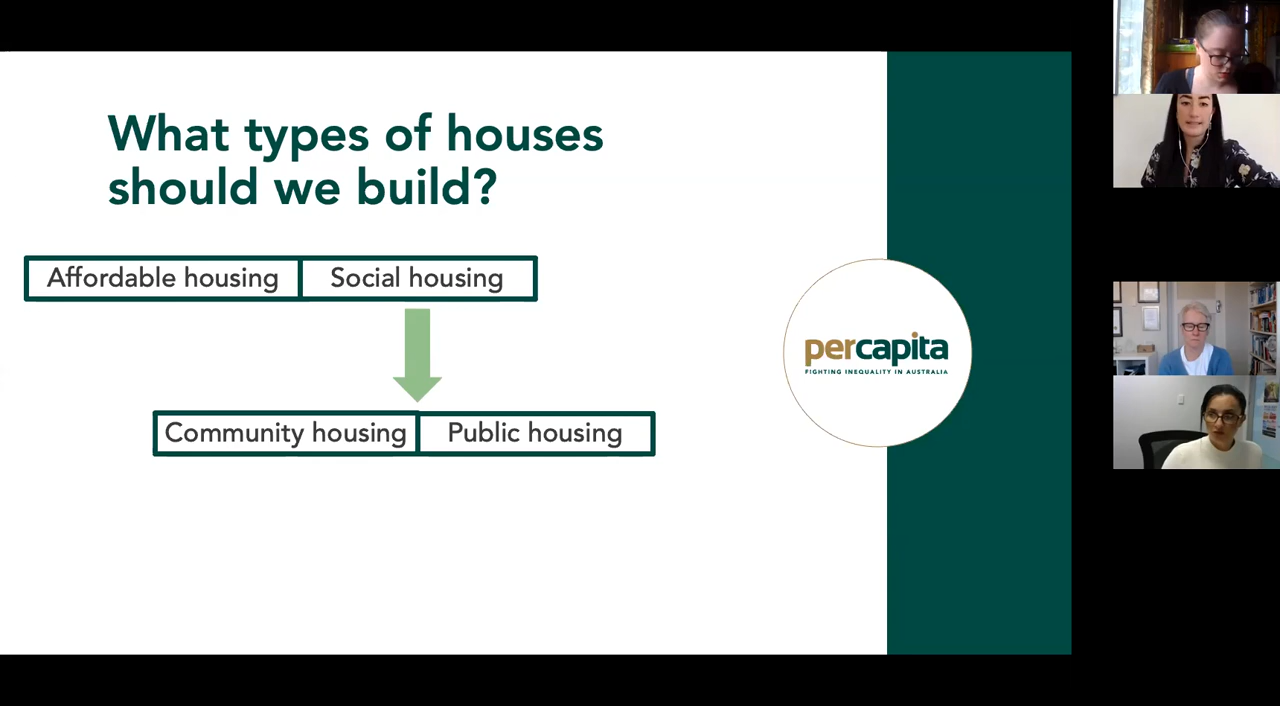 What types of houses
should we build?
Affordable housing
Social housing
Community housing
Public housing
percapita
FIGHTING INEQUALITY IN AUSTRALIA